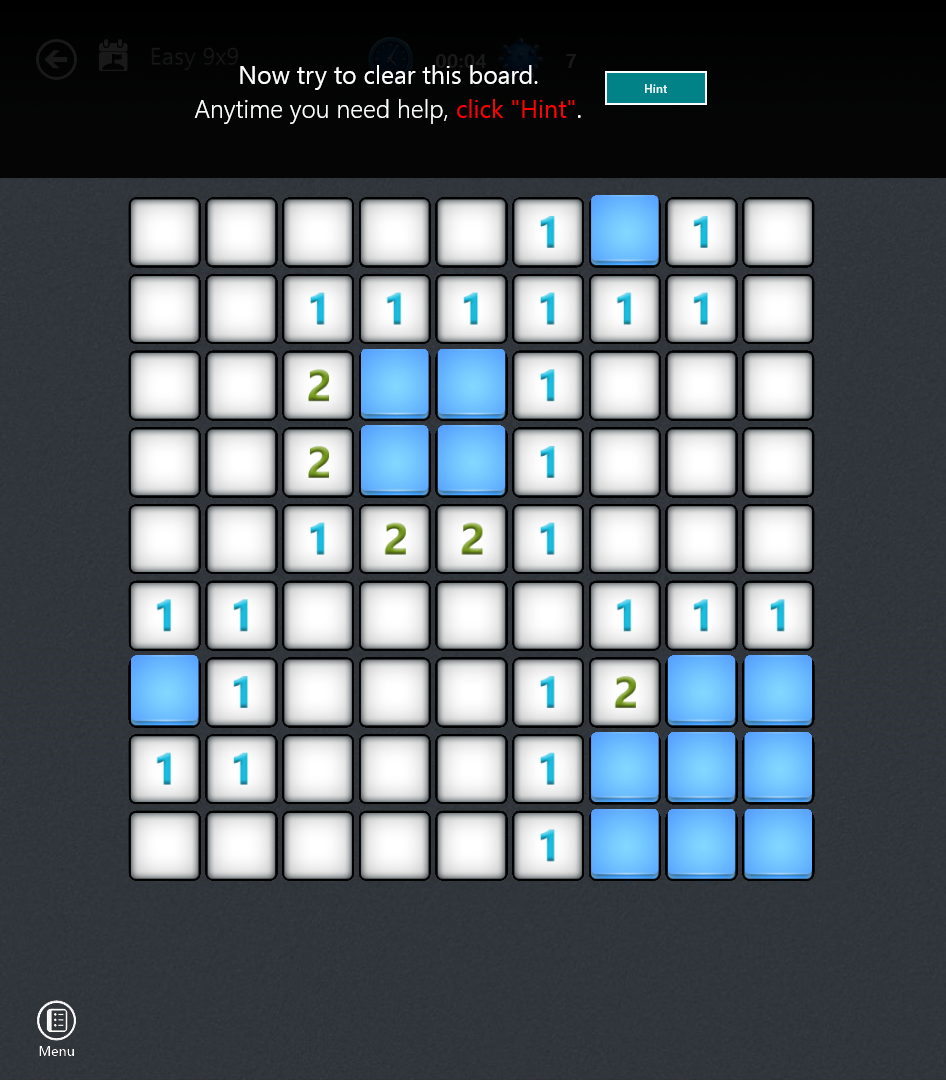 Easy 9x9
00:04
7
Now try to clear this board.
Anytime you need help, click "Hint".
Hint
1 1
1 1 1 1 1 1
2 1
2 1
1 2 2 1
1 1 1 1 1
1 1 2
1 1 1
1
Menu